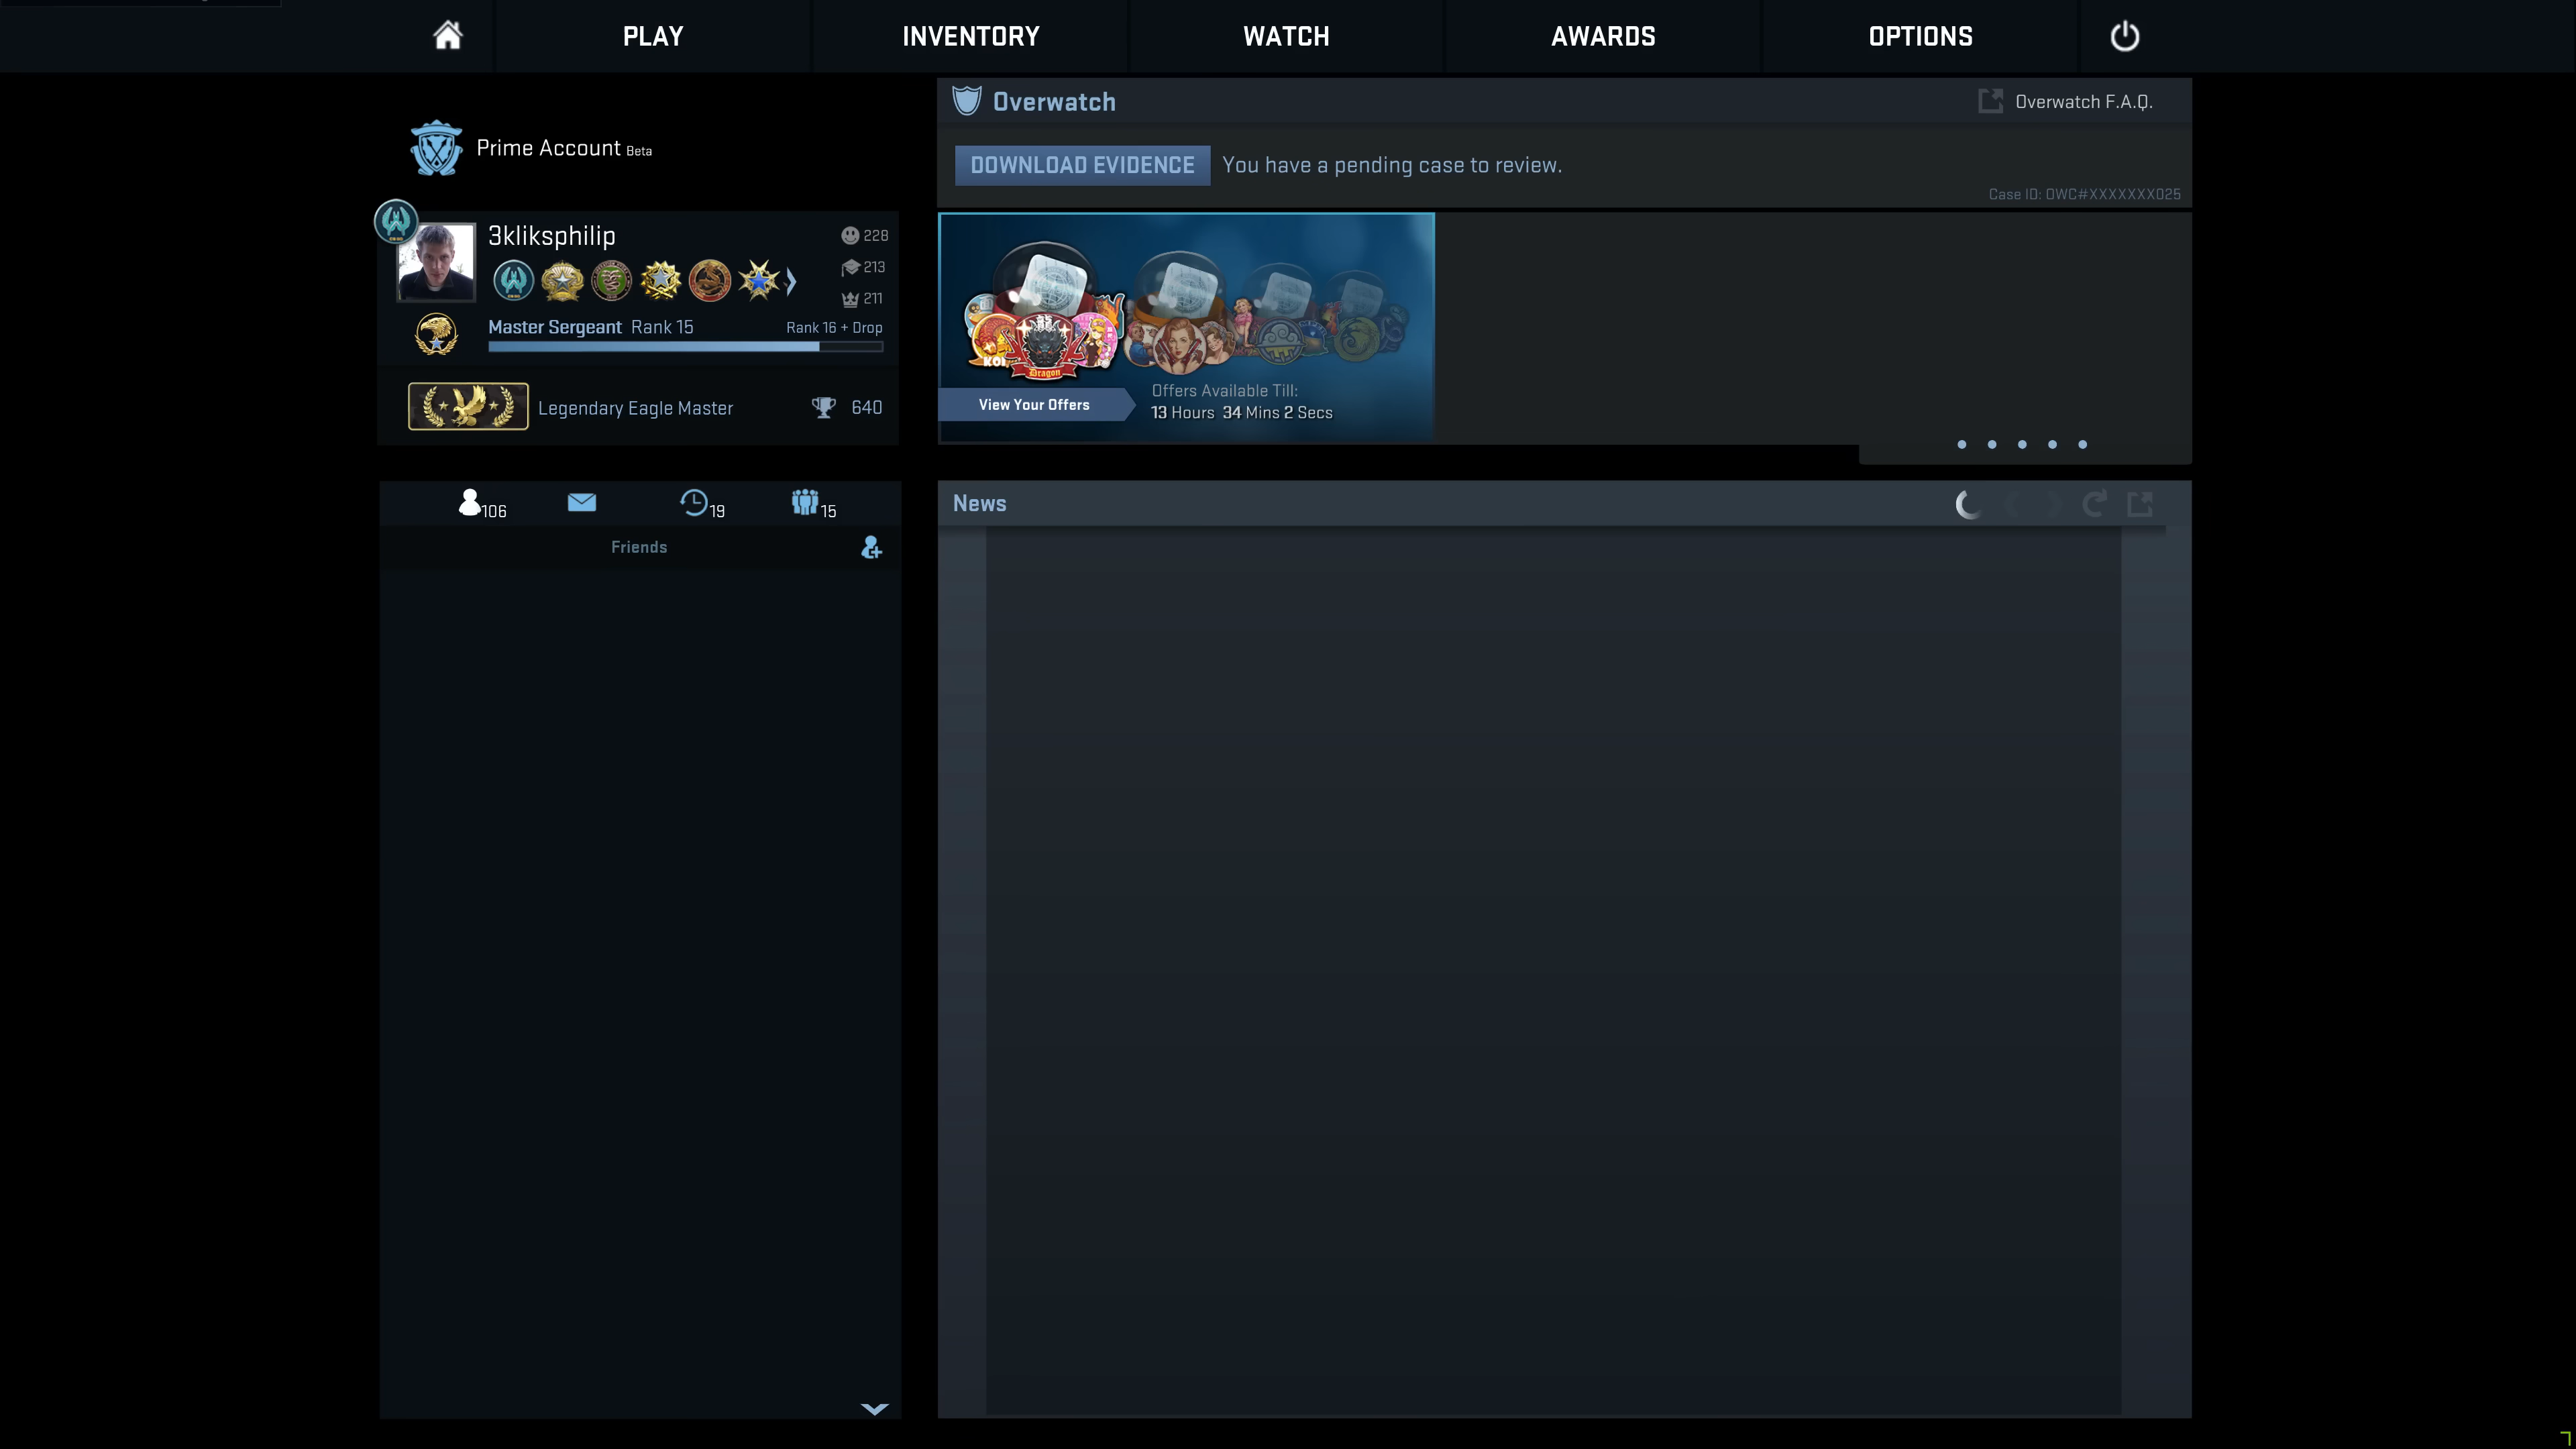 PLAY
INVENTORY
WATCH
AWARDS
OPTIONS
Prime Account Beta
3kliksphilip
228
213
211
Master Sergeant Rank 15
Rank 16 + Drop
Legendary Eagle Master
640
Overwatch
Overwatch F.A.Q.
DOWNLOAD EVIDENCE
You have a pending case to review.
Case ID: OWC#XXXXXXX025
KOI
Dragon
View Your Offers
Offers Available Till:
13 Hours 34 Mins 2 Secs
106
19
15
Friends
News